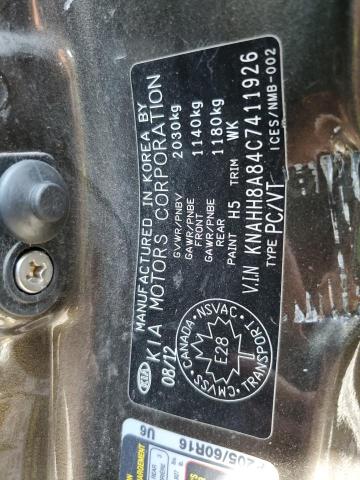 KIA
MANUFACTURED IN KOREA BY
KIA MOTORS CORPORATION
08/12
GVWR/PNBV 2030kg
GAWR/PNBE FRONT 1140kg
GAWR/PNBE REAR 1180kg
PAINT H5 TRIM WK
V.I.N KNAHH8A84C7411926
TYPE PC/VT
ICES/NMB-002
CANADA NSVAC
CMVSS TRANSPORT
E28
T
P205/60R16
U6